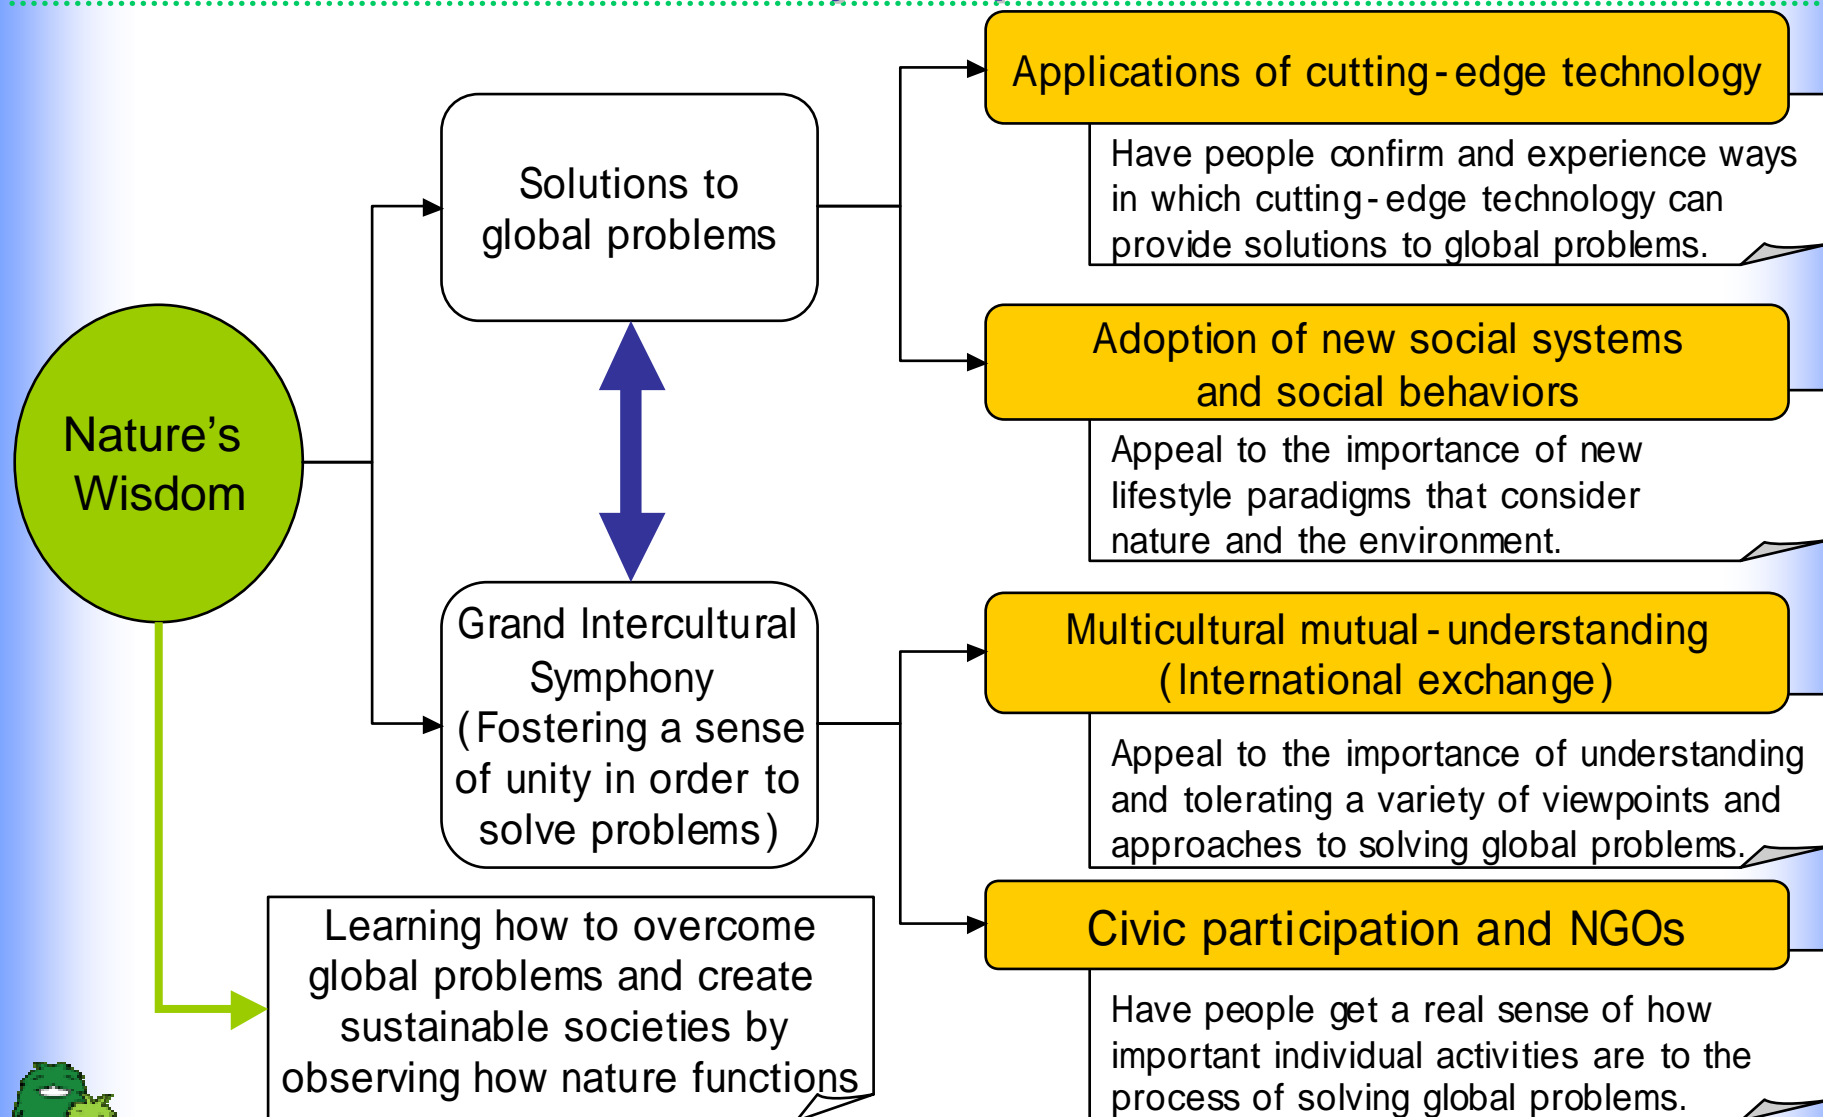 Nature's
Wisdom
Solutions to
global problems
Grand Intercultural
Symphony
(Fostering a sense
of unity in order to
solve problems)
Learning how to overcome
global problems and create
sustainable societies by
observing how nature functions
Applications of cutting-edge technology
Have people confirm and experience ways
in which cutting-edge technology can
provide solutions to global problems.
Adoption of new social systems
and social behaviors
Appeal to the importance of new
lifestyle paradigms that consider
nature and the environment.
Multicultural mutual-understanding
(International exchange)
Appeal to the importance of understanding
and tolerating a variety of viewpoints and
approaches to solving global problems.
Civic participation and NGOs
Have people get a real sense of how
important individual activities are to the
process of solving global problems.